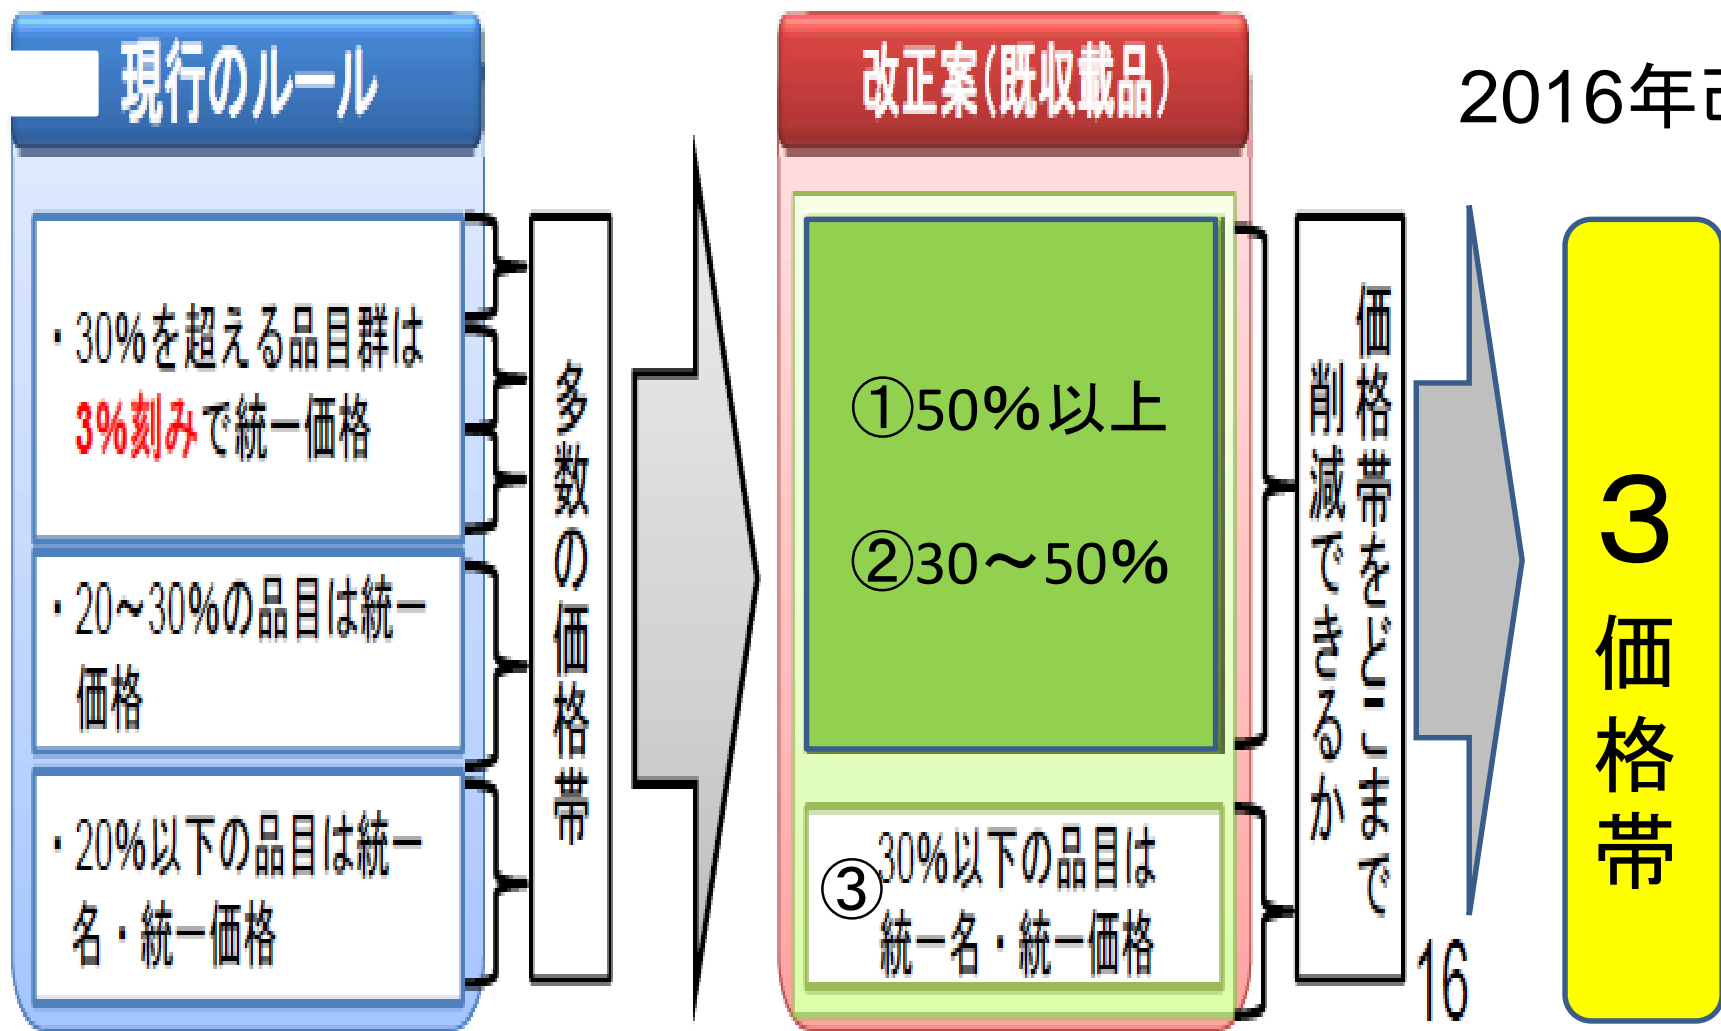 現行のルール
・30%を超える品目群は
3%刻みで統一価格
・20~30%の品目は統一
価格
・20%以下の品目は統一
名・統一価格
多数の価格帯
改正案(既収載品)
①50%以上
②30~50%
③30%以下の品目は
統一名・統一価格
価格帯をどこまで
削減できるか
16
2016年改
3価格帯